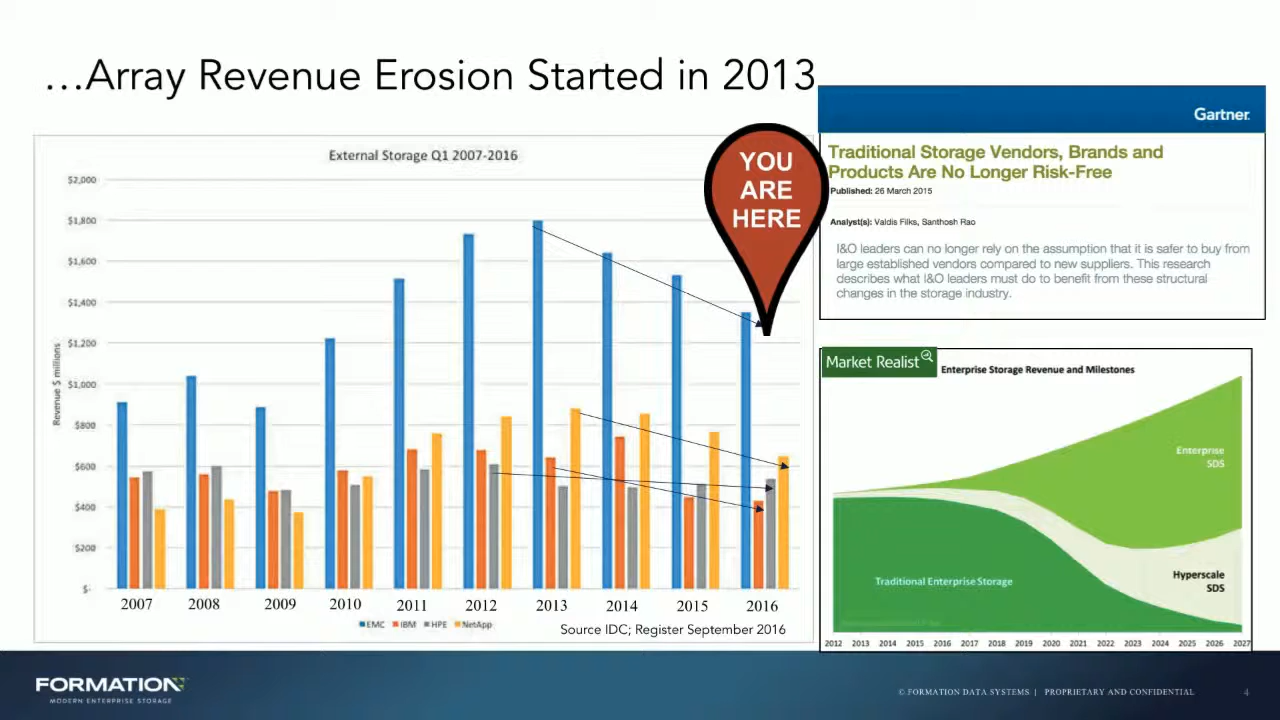 ...Array Revenue Erosion Started in 2013
External Storage Q1 2007-2016
$2,000
$1,800
$1,600
$1,400
$1,200
$1,000
$800
$600
$400
$200
$-
Revenue $ millions
2007 2008 2009 2010 2011 2012 2013 2014 2015 2016
EMC IBM HPE NetApp
Source IDC; Register September 2016
YOU
ARE
HERE
Gartner
Traditional Storage Vendors, Brands and
Products Are No Longer Risk-Free
Published: 26 March 2015
Analyst(s): Valdis Filks, Santhosh Rao
I&O leaders can no longer rely on the assumption that it is safer to buy from
large established vendors compared to new suppliers. This research
describes what I&O leaders must do to benefit from these structural
changes in the storage industry.
Market Realist
Enterprise Storage Revenue and Milestones
Enterprise
SDS
Hyperscale
SDS
Traditional Enterprise Storage
2012 2013 2014 2015 2016 2017 2018 2019 2020 2021 2022 2023 2024 2025 2026 2027
FORMATION
MODERN ENTERPRISE STORAGE
© FORMATION DATA SYSTEMS | PROPRIETARY AND CONFIDENTIAL
4